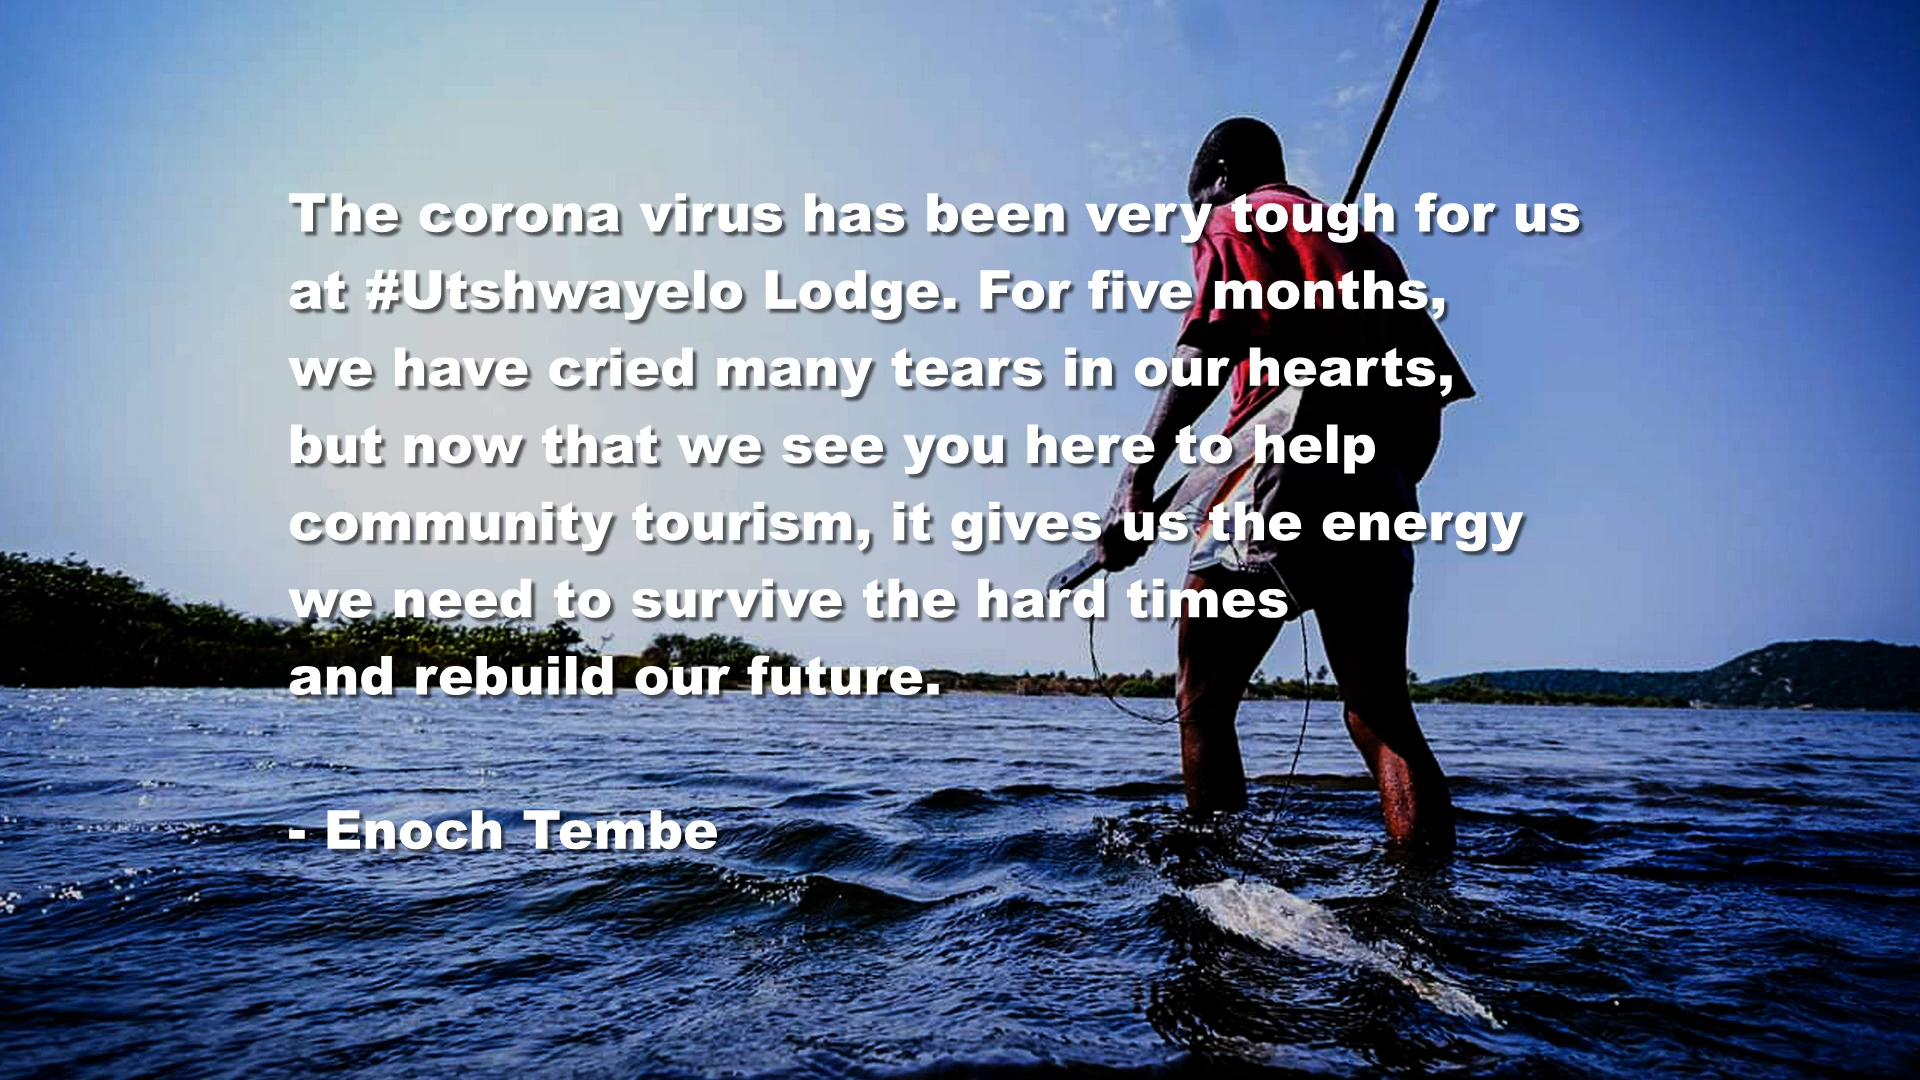 The corona virus has been very tough for us
at #Utshwayelo Lodge. For five months,
we have cried many tears in our hearts,
but now that we see you here to help
community tourism, it gives us the energy
we need to survive the hard times
and rebuild our future.
- Enoch Tembe